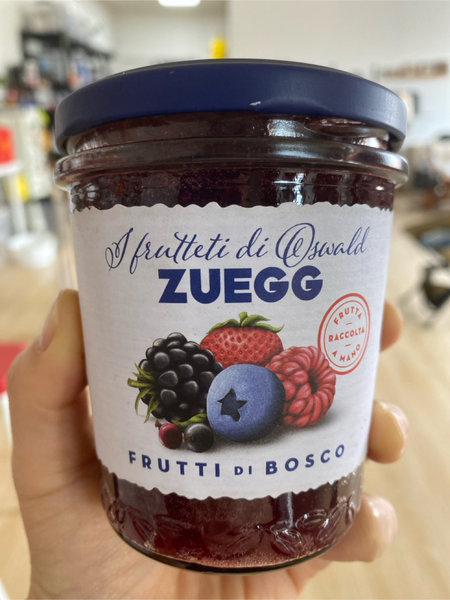 I frutteti di Oswald
ZUEGG
FRUTTA
RACCOLTA
A MANO
FRUTTI DI BOSCO